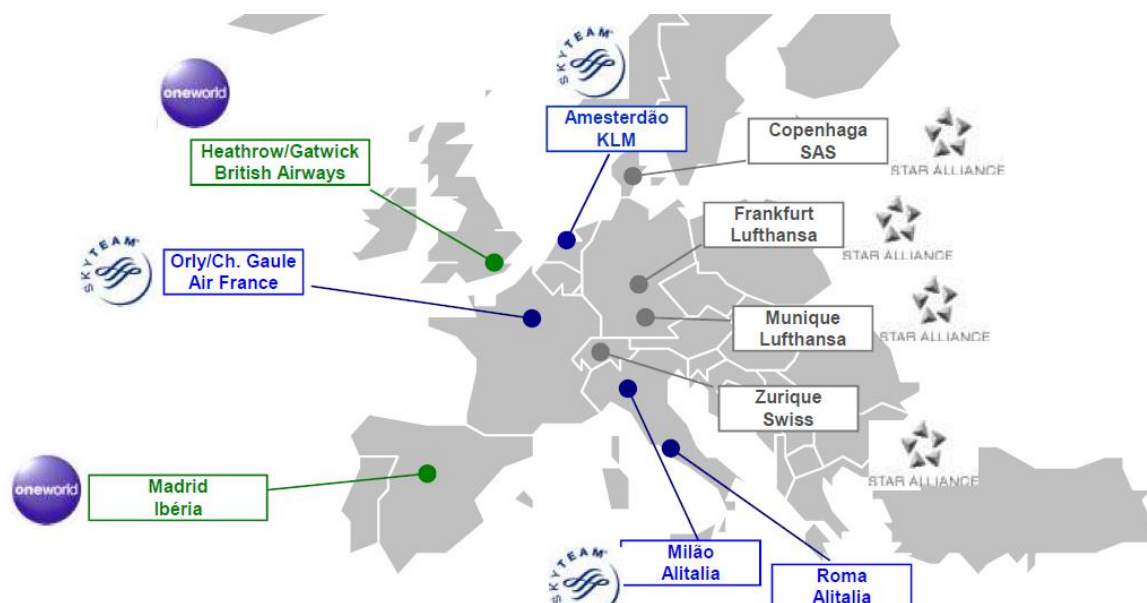 oneworld
Heathrow/Gatwick
British Airways
SKYTEAM
Amesterdão
KLM
Copenhaga
SAS
STAR ALLIANCE
Frankfurt
Lufthansa
STAR ALLIANCE
SKYTEAM
Orly/Ch. Gaule
Air France
Munique
Lufthansa
STAR ALLIANCE
Zurique
Swiss
STAR ALLIANCE
oneworld
Madrid
Ibéria
SKYTEAM
Milão
Alitalia
Roma
Alitalia